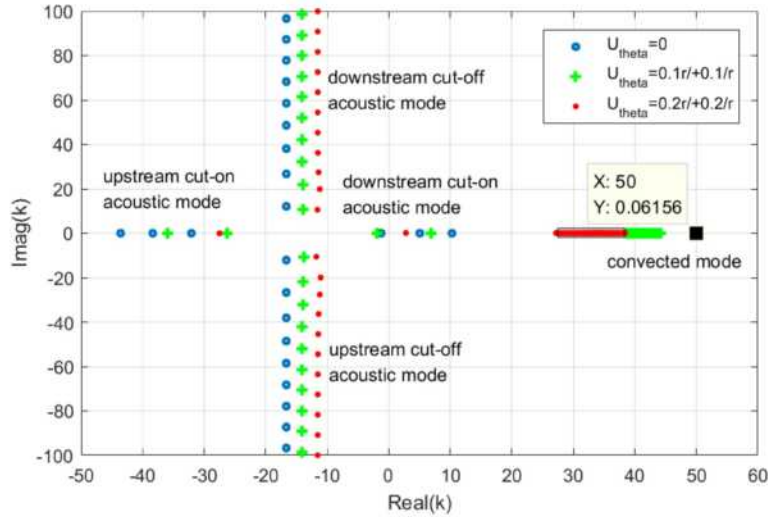 100
80
60
40
20
0
-20
-40
-60
-80
-100
Imag(k)
U_theta=0
U_theta=0.1r/+0.1/r
U_theta=0.2r/+0.2/r
downstream cut-off
acoustic mode
upstream cut-on
acoustic mode
downstream cut-on
acoustic mode
X: 50
Y: 0.06156
convected mode
upstream cut-off
acoustic mode
-50 -40 -30 -20 -10 0 10 20 30 40 50 60
Real(k)